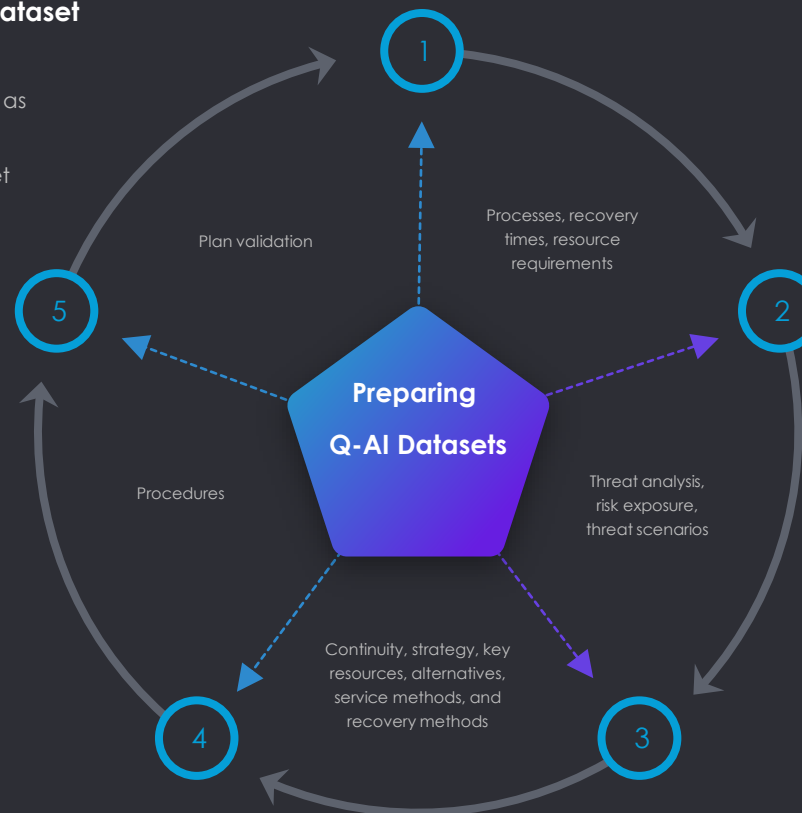 ataset
as
et
1
Processes, recovery
times, resource
requirements
Plan validation
5
2
Preparing
Q-AI Datasets
Threat analysis,
risk exposure,
threat scenarios
Procedures
Continuity, strategy, key
resources, alternatives,
service methods, and
recovery methods
4
3